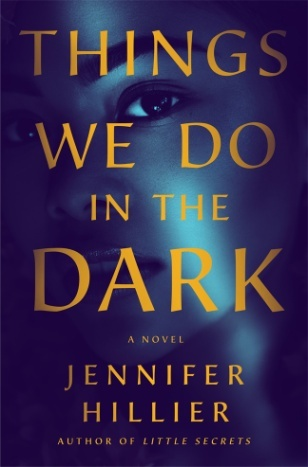 THINGS
WE DO
IN THE
DARK
A NOVEL
JENNIFER
HILLIER
AUTHOR OF LITTLE SECRETS